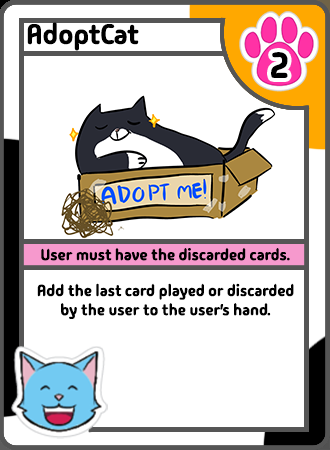 AdoptCat
2
ADOPT ME!
User must have the discarded cards.
Add the last card played or discarded
by the user to the user's hand.